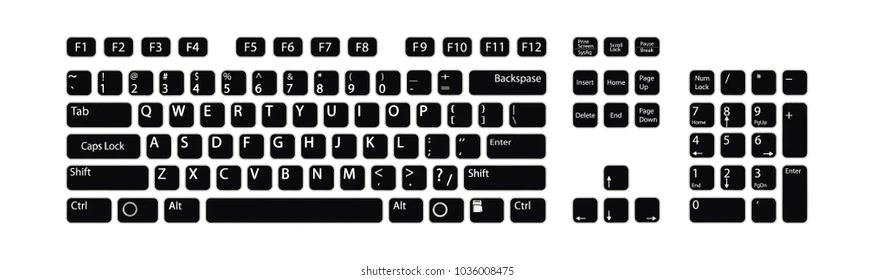 F1 F2 F3 F4 F5 F6 F7 F8 F9 F10 F11 F12 Print Screen SysRq Scroll Lock Pause Break
~ ` ! 1 @ 2 # 3 $ 4 % 5 ^ 6 & 7 * 8 ( 9 ) 0 _ - + = Backspase Insert Home Page Up Num Lock / * –
Tab Q W E R T Y U I O P { [ } ] | \ Delete End Page Down 7 Home 8 ↑ 9 PgUp +
Caps Lock A S D F G H J K L : ; " , Enter 4 ← 5 6 →
Shift Z X C V B N M < , > . ? / Shift ↑ 1 End 2 ↓ 3 PgOn Enter
Ctrl Alt Alt Ctrl ← ↓ → 0 ,
shutterstock.com · 1036008475